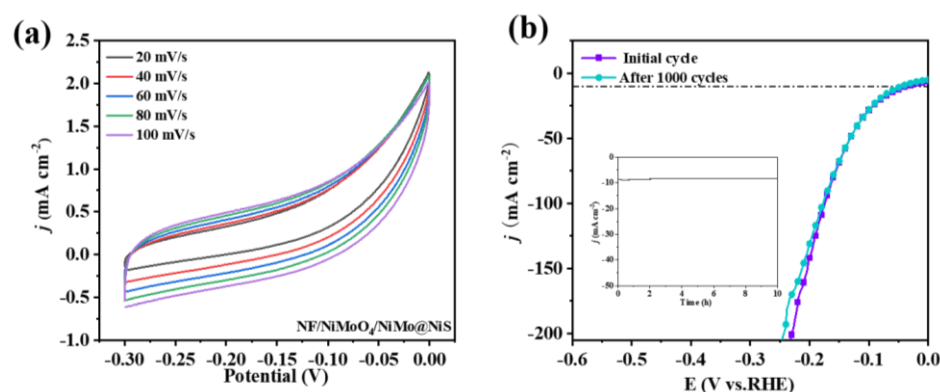 (a)
2.5
2.0
1.5
1.0
0.5
0.0
-0.5
-1.0
j (mA cm⁻²)
20 mV/s
40 mV/s
60 mV/s
80 mV/s
100 mV/s
NF/NiMoO₄/NiMo@NiS
-0.30 -0.25 -0.20 -0.15 -0.10 -0.05 0.00
Potential (V)
(b)
0
-50
-100
-150
-200
j (mA cm⁻²)
Initial cycle
After 1000 cycles
0
-10
-20
-30
-40
-50
j (mA cm⁻²)
0 2 4 6 8 10
Time (h)
-0.6 -0.5 -0.4 -0.3 -0.2 -0.1 0.0
E (V vs.RHE)